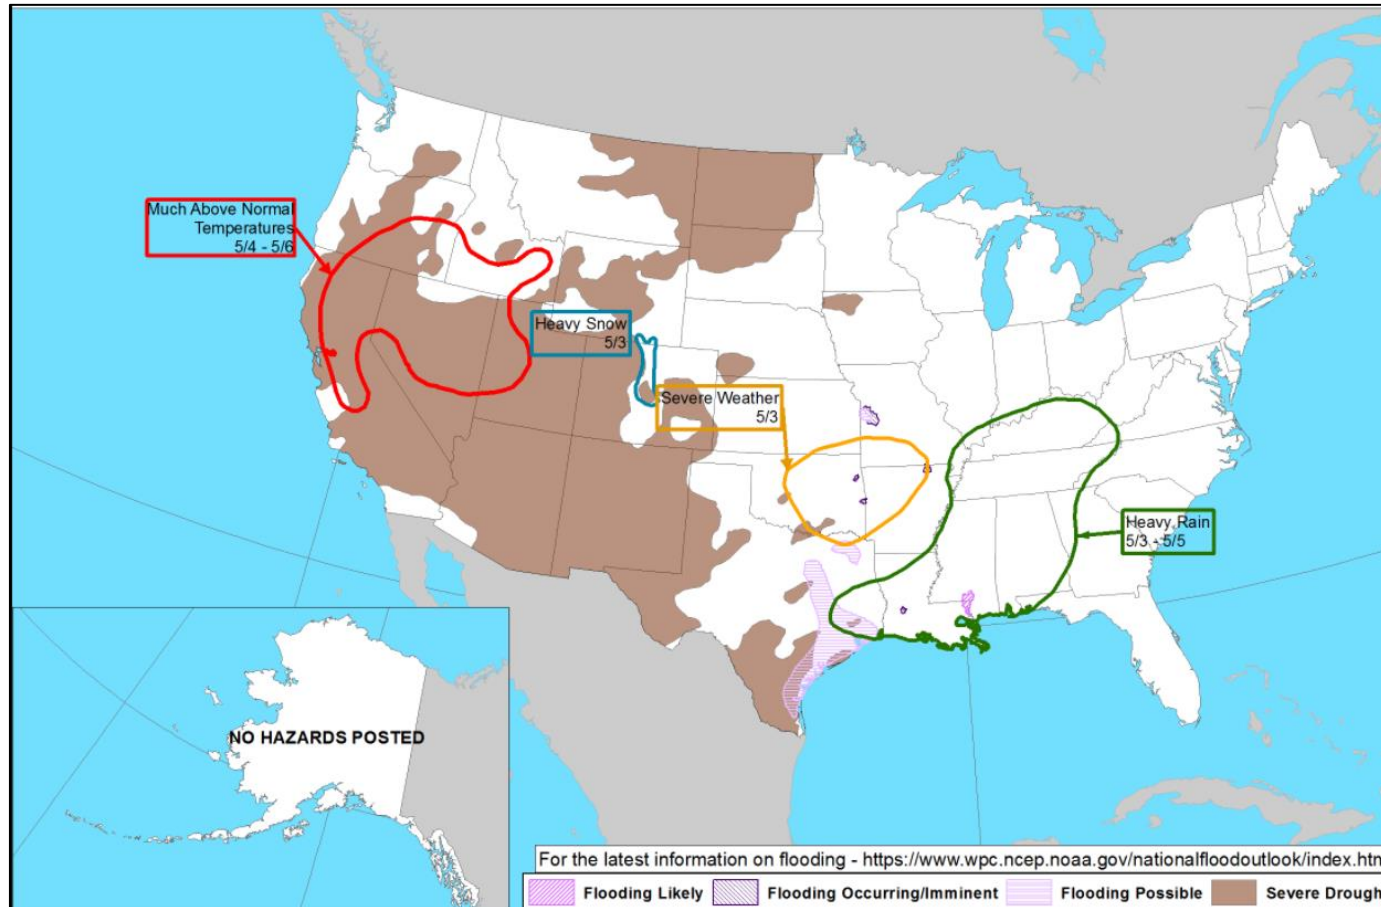 Much Above Normal
Temperatures
5/4 - 5/6
Heavy Snow
5/3
Severe Weather
5/3
Heavy Rain
5/3 - 5/5
NO HAZARDS POSTED
For the latest information on flooding - https://www.wpc.ncep.noaa.gov/nationalfloodoutlook/index.htm
Flooding Likely
Flooding Occurring/Imminent
Flooding Possible
Severe Drough